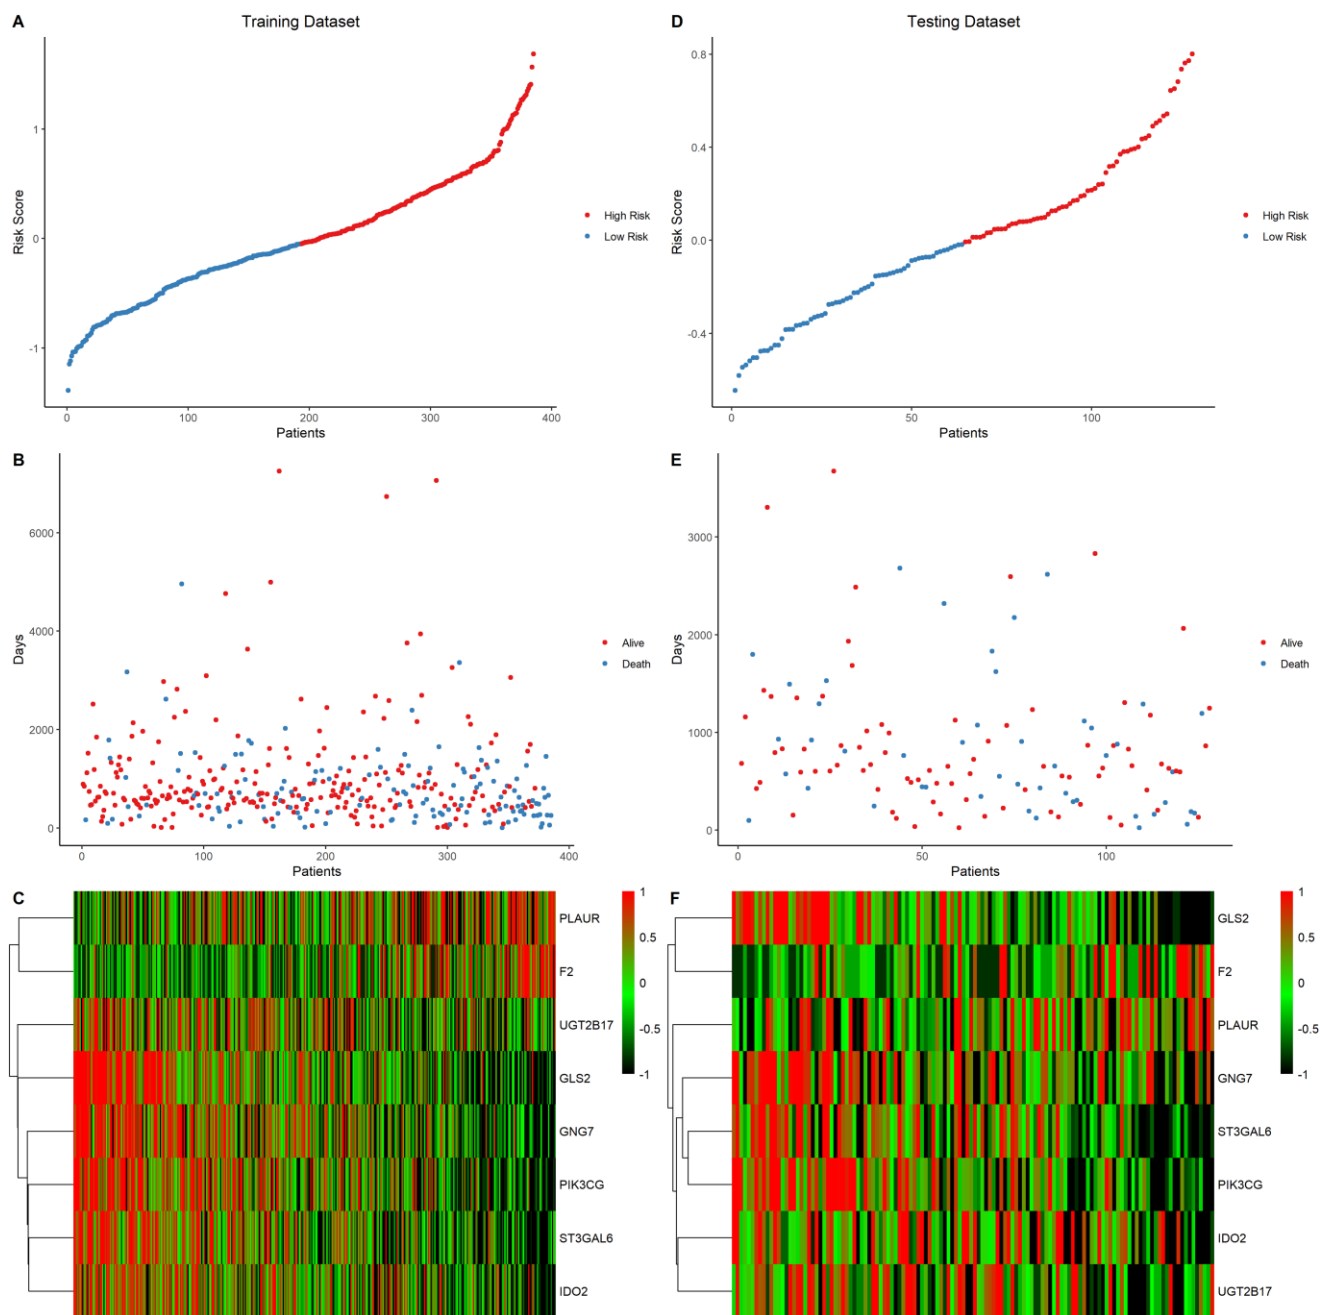 A
Training Dataset
1
0
-1
Risk Score
0
100
200
300
400
Patients
High Risk
Low Risk
D
Testing Dataset
0.8
0.4
0.0
-0.4
Risk Score
0
50
100
Patients
High Risk
Low Risk
B
6000
4000
2000
0
Days
0
100
200
300
400
Patients
Alive
Death
E
3000
2000
1000
0
Days
0
50
100
Patients
Alive
Death
C
PLAUR
F2
UGT2B17
GLS2
GNG7
PIK3CG
ST3GAL6
IDO2
1
0.5
0
-0.5
-1
F
GLS2
F2
PLAUR
GNG7
ST3GAL6
PIK3CG
IDO2
UGT2B17
1
0.5
0
-0.5
-1